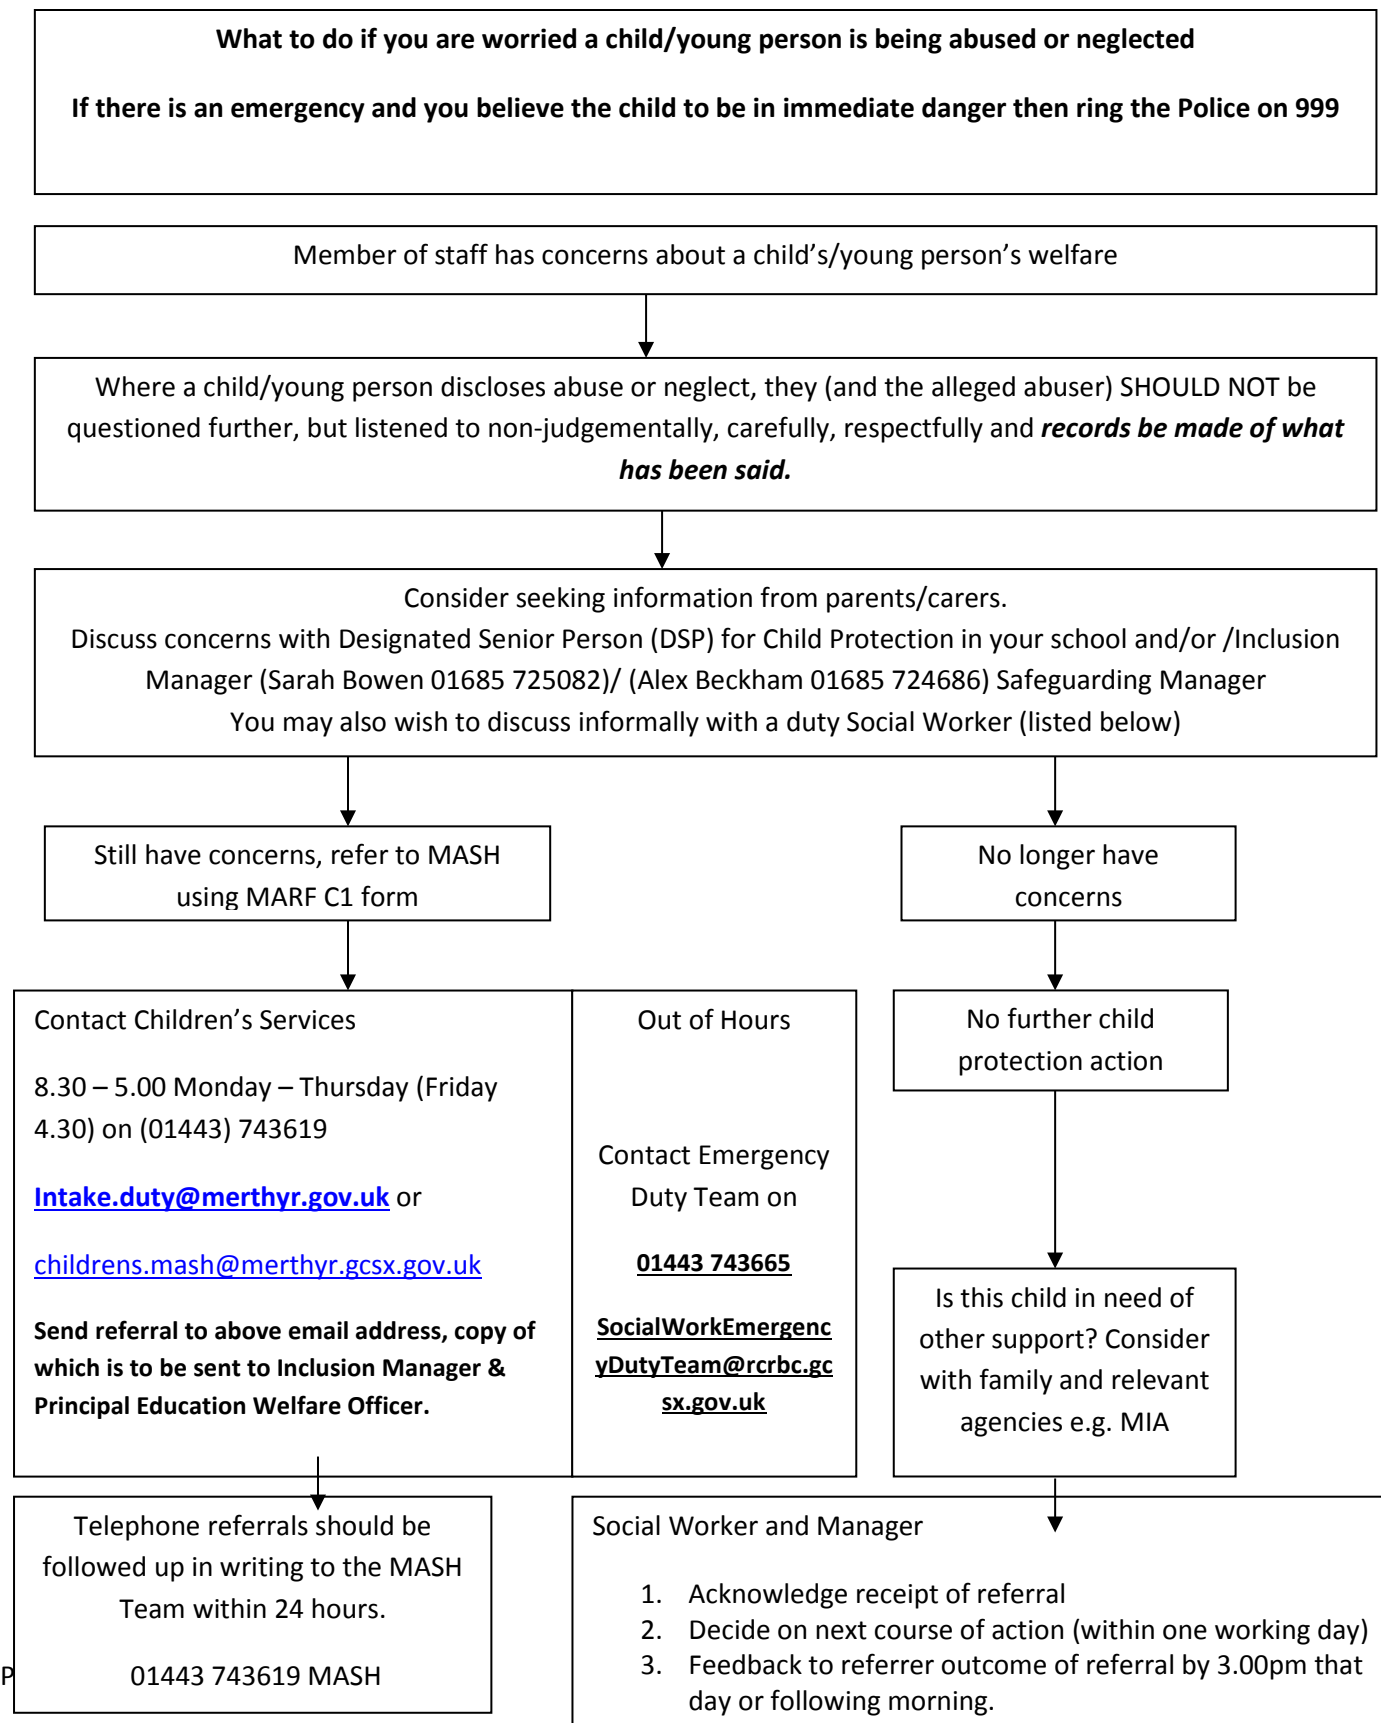 What to do if you are worried a child/young person is being abused or neglected
If there is an emergency and you believe the child to be in immediate danger then ring the Police on 999
Member of staff has concerns about a child’s/young person’s welfare
Where a child/young person discloses abuse or neglect, they (and the alleged abuser) SHOULD NOT be
questioned further, but listened to non-judgementally, carefully, respectfully and records be made of what
has been said.
Consider seeking information from parents/carers.
Discuss concerns with Designated Senior Person (DSP) for Child Protection in your school and/or /Inclusion
Manager (Sarah Bowen 01685 725082)/ (Alex Beckham 01685 724686) Safeguarding Manager
You may also wish to discuss informally with a duty Social Worker (listed below)
Still have concerns, refer to MASH
using MARF C1 form
No longer have
concerns
Contact Children’s Services
8.30 – 5.00 Monday – Thursday (Friday
4.30) on (01443) 743619
Intake.duty@merthyr.gov.uk or
childrens.mash@merthyr.gcsx.gov.uk
Send referral to above email address, copy of
which is to be sent to Inclusion Manager &
Principal Education Welfare Officer.
Out of Hours
Contact Emergency
Duty Team on
01443 743665
SocialWorkEmergenc
yDutyTeam@rcrbc.gc
sx.gov.uk
No further child
protection action
Is this child in need of
other support? Consider
with family and relevant
agencies e.g. MIA
Telephone referrals should be
followed up in writing to the MASH
Team within 24 hours.
01443 743619 MASH
P
Social Worker and Manager
1. Acknowledge receipt of referral
2. Decide on next course of action (within one working day)
3. Feedback to referrer outcome of referral by 3.00pm that
day or following morning.